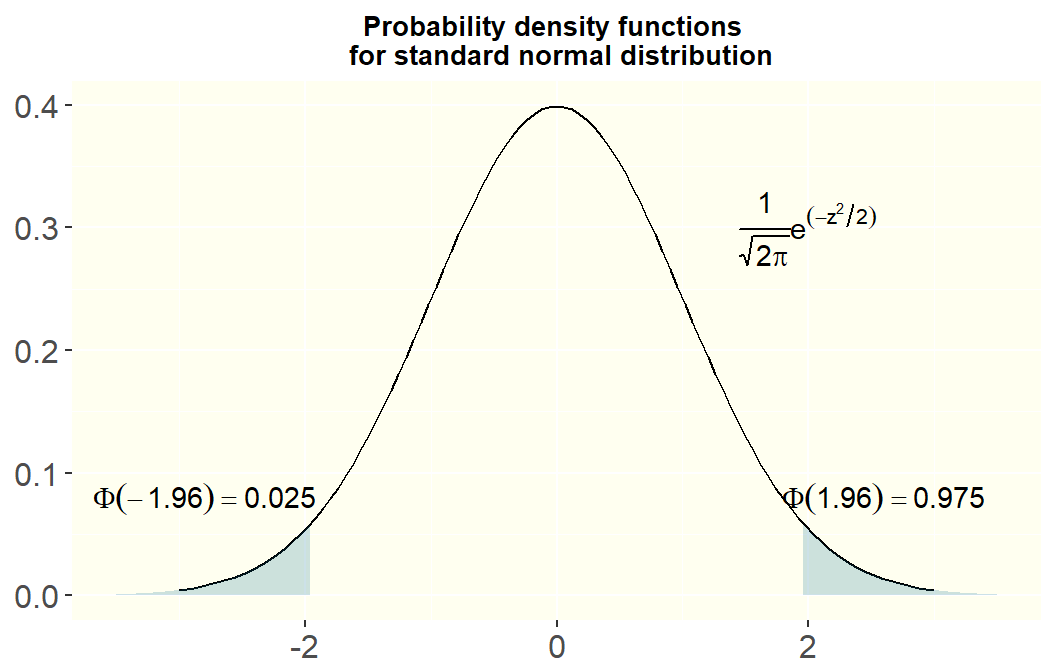 Probability density functions
for standard normal distribution
0.4
0.3
0.2
0.1
0.0
1
√2π
e(−z²/2)
Φ(−1.96) = 0.025
Φ(1.96) = 0.975
-2
0
2